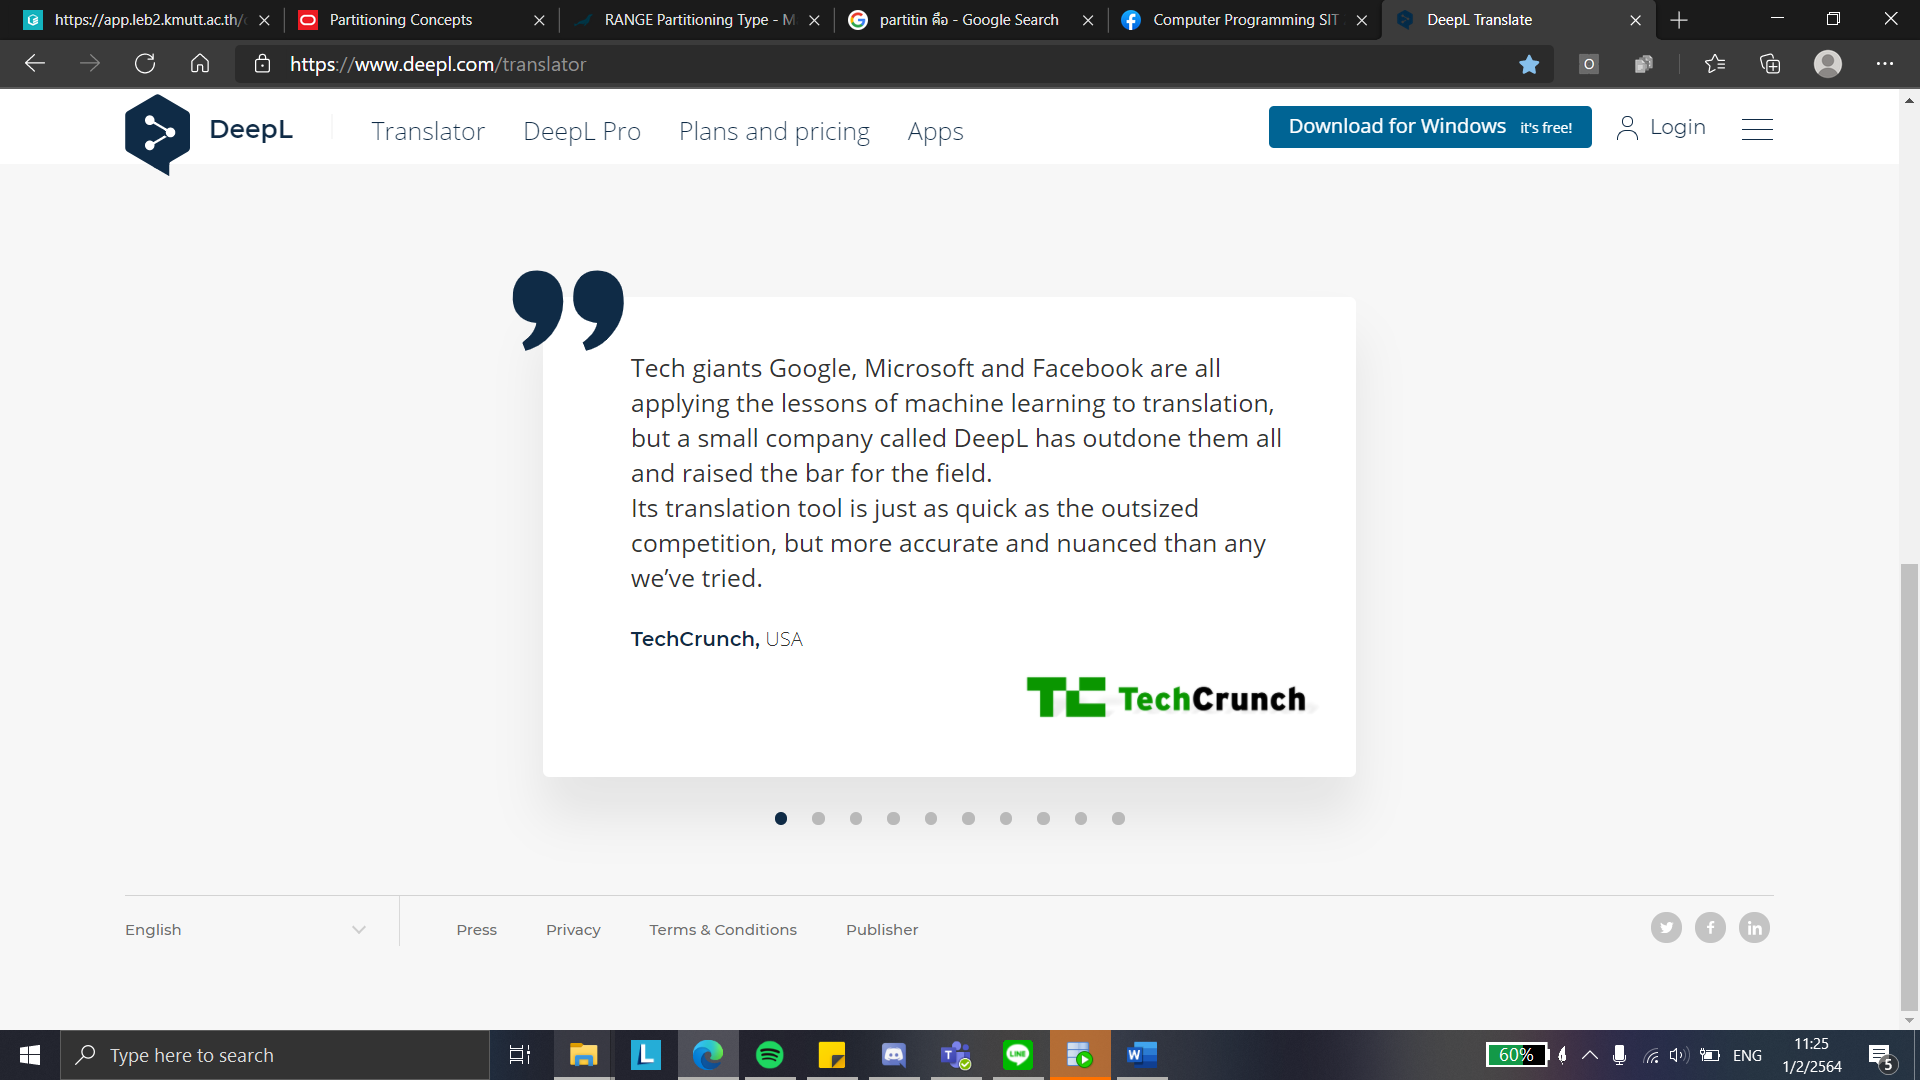 https://app.leb2.kmutt.ac.th/
Partitioning Concepts
RANGE Partitioning Type - M
partitin คือ - Google Search
Computer Programming SIT
DeepL Translate
https://www.deepl.com/translator
DeepL
Translator
DeepL Pro
Plans and pricing
Apps
Download for Windows it's free!
Login
Tech giants Google, Microsoft and Facebook are all
applying the lessons of machine learning to translation,
but a small company called DeepL has outdone them all
and raised the bar for the field.
Its translation tool is just as quick as the outsized
competition, but more accurate and nuanced than any
we've tried.
TechCrunch, USA
TC TechCrunch
English
Press
Privacy
Terms & Conditions
Publisher
Type here to search
60%
ENG
11:25
1/2/2564
5